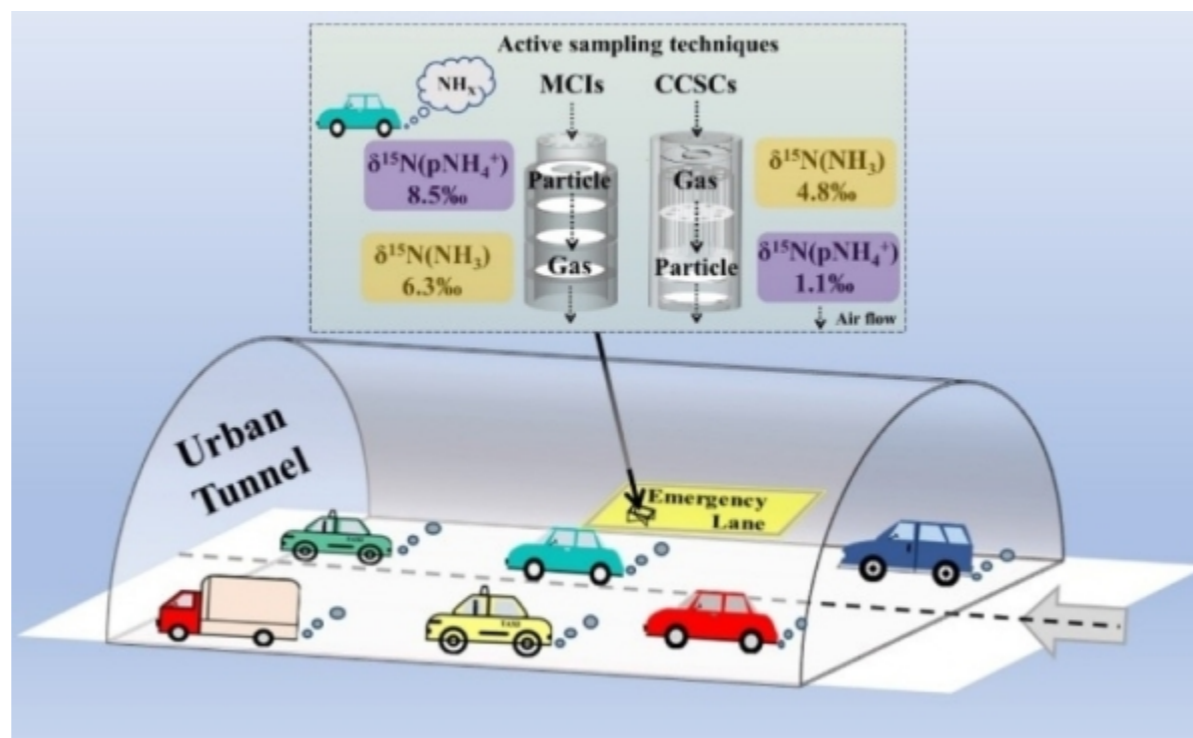 Active sampling techniques
NHₓ
MCIs
CCSCs
δ¹⁵N(pNH₄⁺)
8.5‰
Particle
Gas
δ¹⁵N(NH₃)
4.8‰
δ¹⁵N(NH₃)
6.3‰
Gas
Particle
δ¹⁵N(pNH₄⁺)
1.1‰
Air flow
Urban
Tunnel
Emergency
Lane